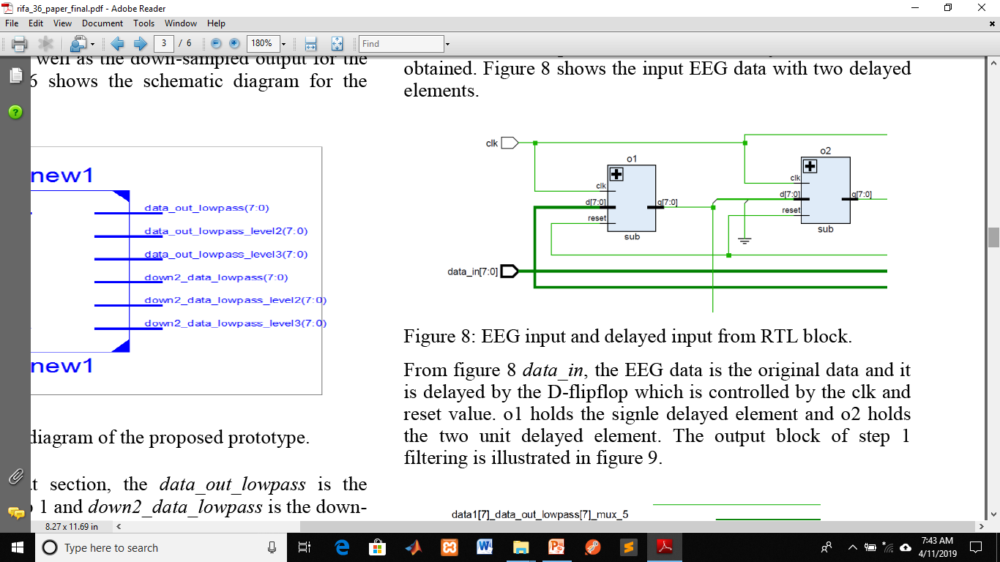 rifa_36_paper_final.pdf - Adobe Reader
File Edit View Document Tools Window Help
3 / 6 180% Find
well as the down-sampled output for the
6 shows the schematic diagram for the
new1
data_out_lowpass(7:0)
data_out_lowpass_level2(7:0)
data_out_lowpass_level3(7:0)
down2_data_lowpass(7:0)
down2_data_lowpass_level2(7:0)
down2_data_lowpass_level3(7:0)
new1
diagram of the proposed prototype.
t section, the data_out_lowpass is the
1 and down2_data_lowpass is the down-
obtained. Figure 8 shows the input EEG data with two delayed
elements.
clk
o1
clk
d[7:0] q[7:0]
reset
sub
o2
clk
d[7:0] q[7:0]
reset
sub
data_in[7:0]
Figure 8: EEG input and delayed input from RTL block.
From figure 8 data_in, the EEG data is the original data and it
is delayed by the D-flipflop which is controlled by the clk and
reset value. o1 holds the signle delayed element and o2 holds
the two unit delayed element. The output block of step 1
filtering is illustrated in figure 9.
data1[7]_data_out_lowpass[7]_mux_5
8.27 x 11.69 in
Type here to search
7:43 AM
4/11/2019